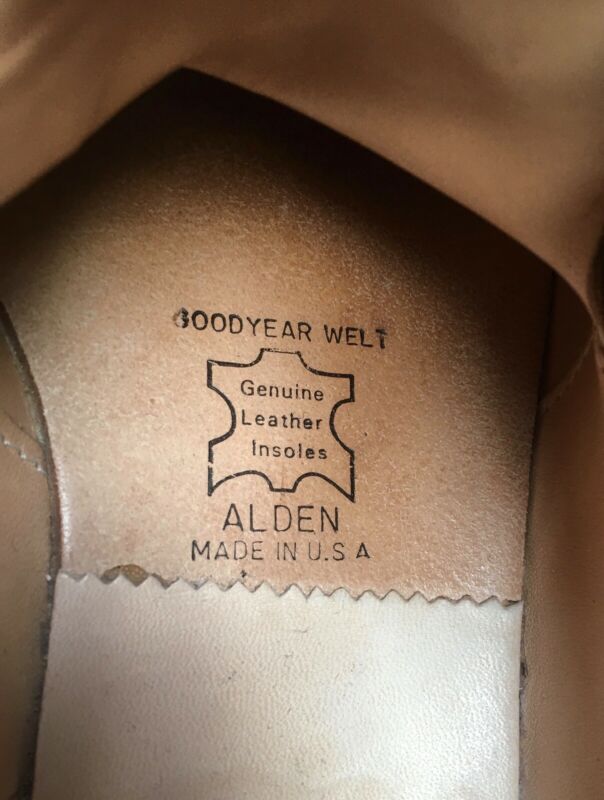 GOODYEAR WELT
Genuine
Leather
Insoles
ALDEN
MADE IN U.S A